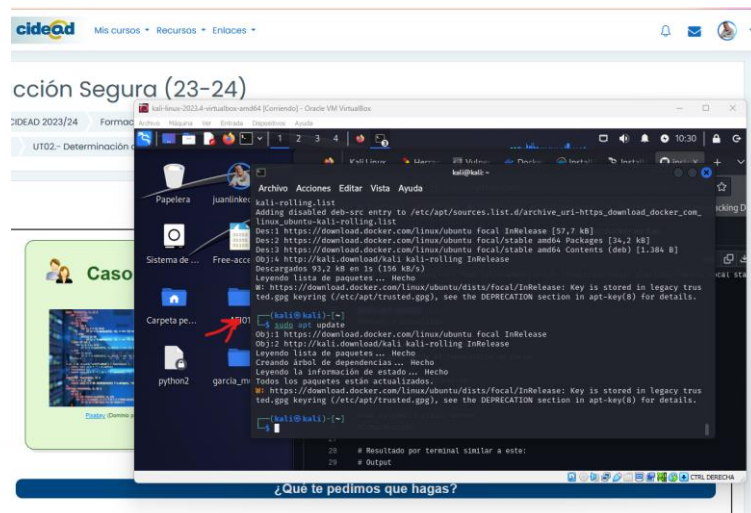 cidead
Mis cursos Recursos Enlaces
cción Segura (23-24)
kali-linux-2023.4-virtualbox-amd64 [Corriendo] - Oracle VM VirtualBox
CIDEAD 2023/24 Formac
Archivo Máquina Ver Entrada Dispositivos Ayuda
UT02.- Determinación
1 2 3 4
10:30
kali@kali: ~
Archivo Acciones Editar Vista Ayuda
Papelera
Sistema de ...
Free-acce
Carpeta pe...
python2
kali-rolling.list
Adding disabled deb-src entry to /etc/apt/sources.list.d/archive_uri-https_download_docker_com_
linux_ubuntu-kali-rolling.list
Des:1 https://download.docker.com/linux/ubuntu focal InRelease [57,7 kB]
Des:2 https://download.docker.com/linux/ubuntu focal/stable amd64 Packages [34,2 kB]
Des:3 https://download.docker.com/linux/ubuntu focal/stable amd64 Contents (deb) [1.384 B]
Obj:4 http://kali.download/kali kali-rolling InRelease
Descargados 93,2 kB en 1s (156 kB/s)
Leyendo lista de paquetes... Hecho
W: https://download.docker.com/linux/ubuntu/dists/focal/InRelease: Key is stored in legacy trus
ted.gpg keyring (/etc/apt/trusted.gpg), see the DEPRECATION section in apt-key(8) for details.
(kali㉿kali)-[~]
$ sudo apt update
Obj:1 https://download.docker.com/linux/ubuntu focal InRelease
Obj:2 http://kali.download/kali kali-rolling InRelease
Leyendo lista de paquetes... Hecho
Creando árbol de dependencias... Hecho
Leyendo la información de estado... Hecho
Todos los paquetes están actualizados.
W: https://download.docker.com/linux/ubuntu/dists/focal/InRelease: Key is stored in legacy trus
ted.gpg keyring (/etc/apt/trusted.gpg), see the DEPRECATION section in apt-key(8) for details.
(kali㉿kali)-[~]
$
28 # Resultado por terminal similar a este:
29 # Output
CTRL DERECHA
Caso
Pixabay
¿Qué te pedimos que hagas?